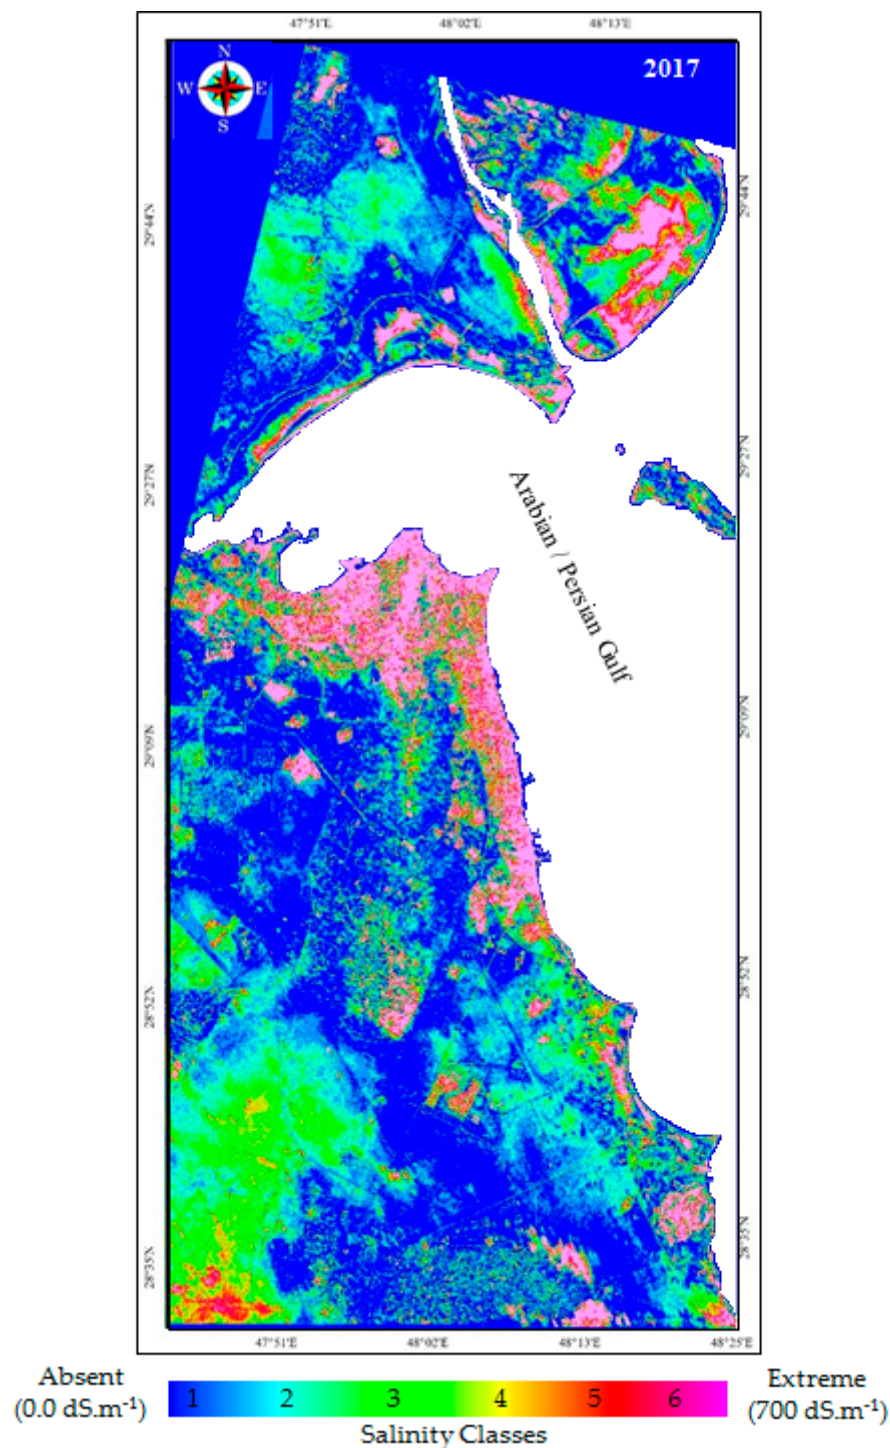 47°51'E 48°02'E 48°13'E
N
W E
S
2017
29°44'N
29°44'N
29°27'N
29°27'N
Arabian / Persian Gulf
29°09'N
29°09'N
28°52'N
28°52'N
28°35'N
28°35'N
47°51'E 48°02'E 48°13'E 48°25'E
Absent
(0.0 dS.m-1)
1 2 3 4 5 6
Extreme
(700 dS.m-1)
Salinity Classes